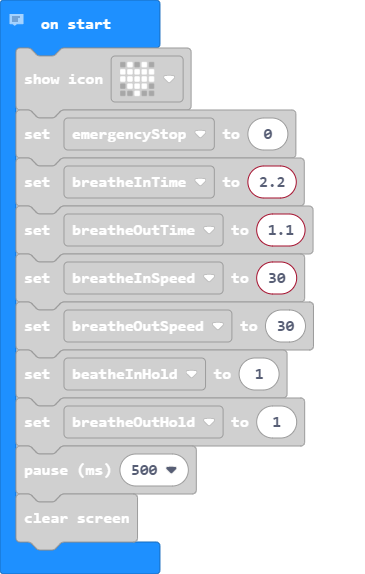 on start
show icon
set emergencyStop to 0
set breatheInTime to 2.2
set breatheOutTime to 1.1
set breatheInSpeed to 30
set breatheOutSpeed to 30
set beatheInHold to 1
set breatheOutHold to 1
pause (ms) 500
clear screen